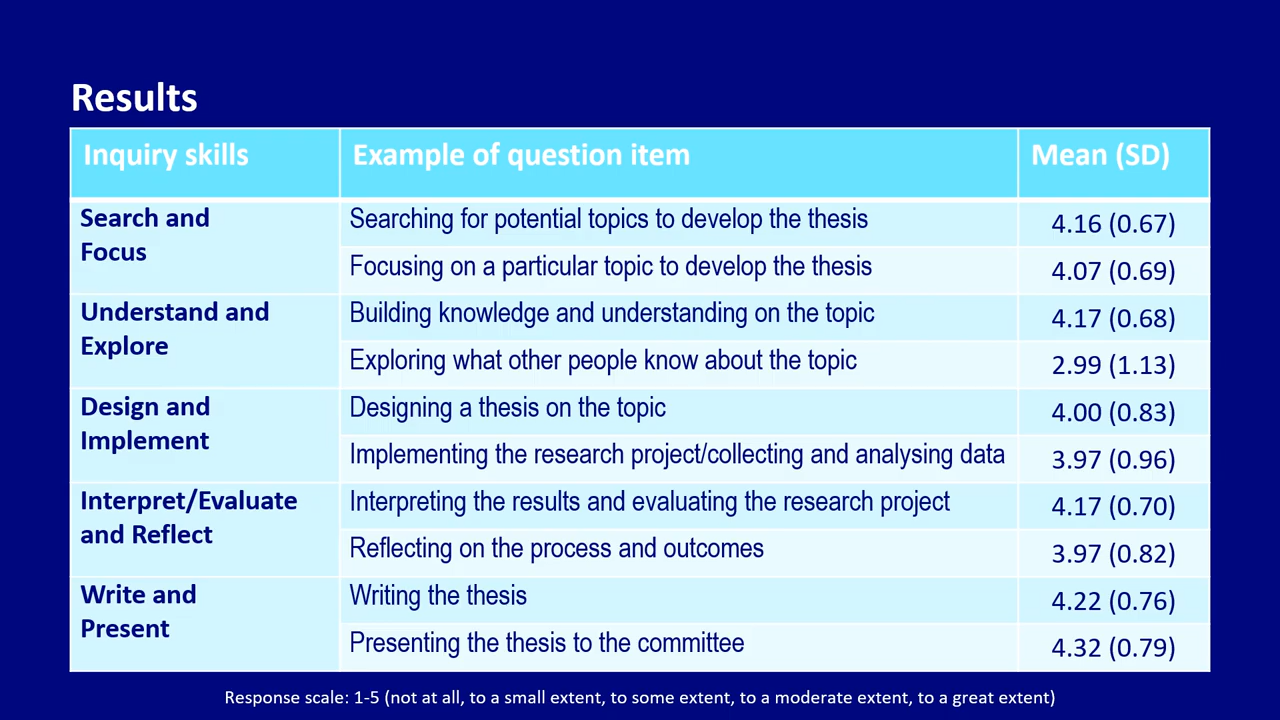 Results
Inquiry skills Example of question item Mean (SD)
Search and
Focus
Searching for potential topics to develop the thesis 4.16 (0.67)
Focusing on a particular topic to develop the thesis 4.07 (0.69)
Understand and
Explore
Building knowledge and understanding on the topic 4.17 (0.68)
Exploring what other people know about the topic 2.99 (1.13)
Design and
Implement
Designing a thesis on the topic 4.00 (0.83)
Implementing the research project/collecting and analysing data 3.97 (0.96)
Interpret/Evaluate
and Reflect
Interpreting the results and evaluating the research project 4.17 (0.70)
Reflecting on the process and outcomes 3.97 (0.82)
Write and
Present
Writing the thesis 4.22 (0.76)
Presenting the thesis to the committee 4.32 (0.79)
Response scale: 1-5 (not at all, to a small extent, to some extent, to a moderate extent, to a great extent)